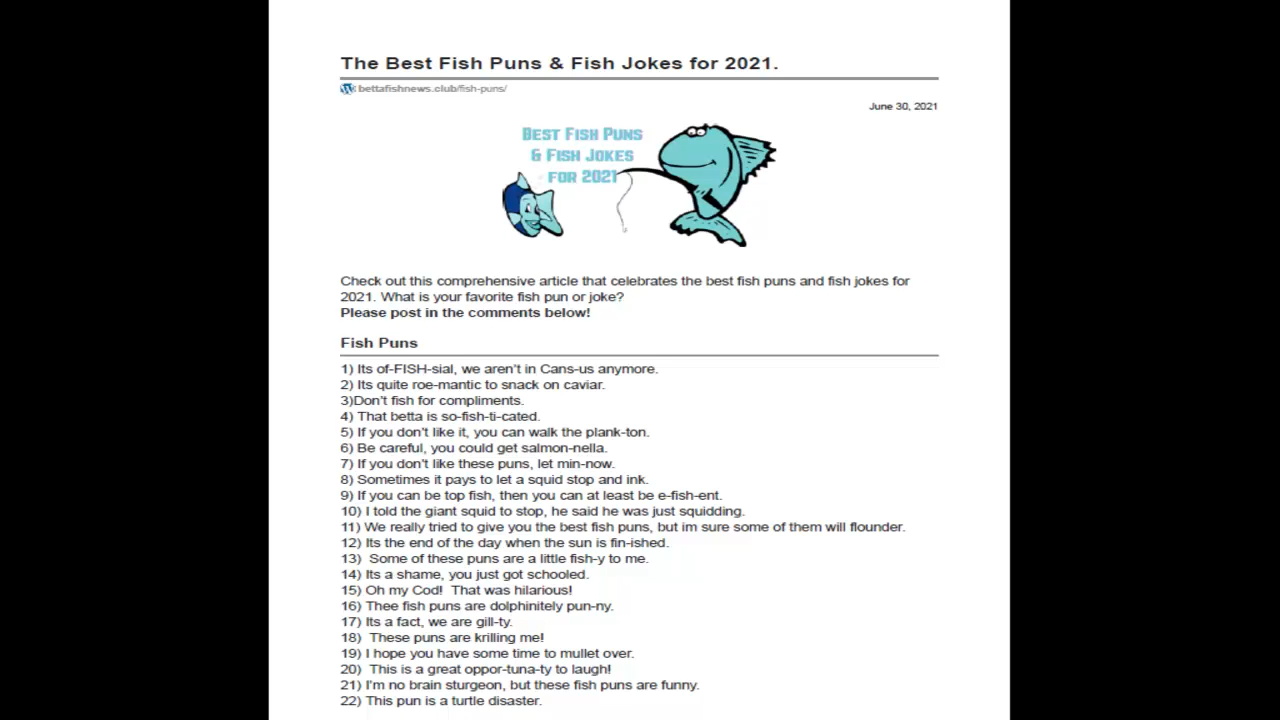 The Best Fish Puns & Fish Jokes for 2021.
bettafishnews.club/fish-puns/
June 30, 2021
Best Fish Puns
& Fish Jokes
for 2021
Check out this comprehensive article that celebrates the best fish puns and fish jokes for
2021. What is your favorite fish pun or joke?
Please post in the comments below!
Fish Puns
1) Its of-FISH-sial, we aren't in Cans-us anymore.
2) Its quite roe-mantic to snack on caviar.
3)Don't fish for compliments.
4) That betta is so-fish-ti-cated.
5) If you don't like it, you can walk the plank-ton.
6) Be careful, you could get salmon-nella.
7) If you don't like these puns, let min-now.
8) Sometimes it pays to let a squid stop and ink.
9) If you can be top fish, then you can at least be e-fish-ent.
10) I told the giant squid to stop, he said he was just squidding.
11) We really tried to give you the best fish puns, but im sure some of them will flounder.
12) Its the end of the day when the sun is fin-ished.
13) Some of these puns are a little fish-y to me.
14) Its a shame, you just got schooled.
15) Oh my Cod! That was hilarious!
16) Thee fish puns are dolphinitely pun-ny.
17) Its a fact, we are gill-ty.
18) These puns are krilling me!
19) I hope you have some time to mullet over.
20) This is a great oppor-tuna-ty to laugh!
21) I'm no brain sturgeon, but these fish puns are funny.
22) This pun is a turtle disaster.